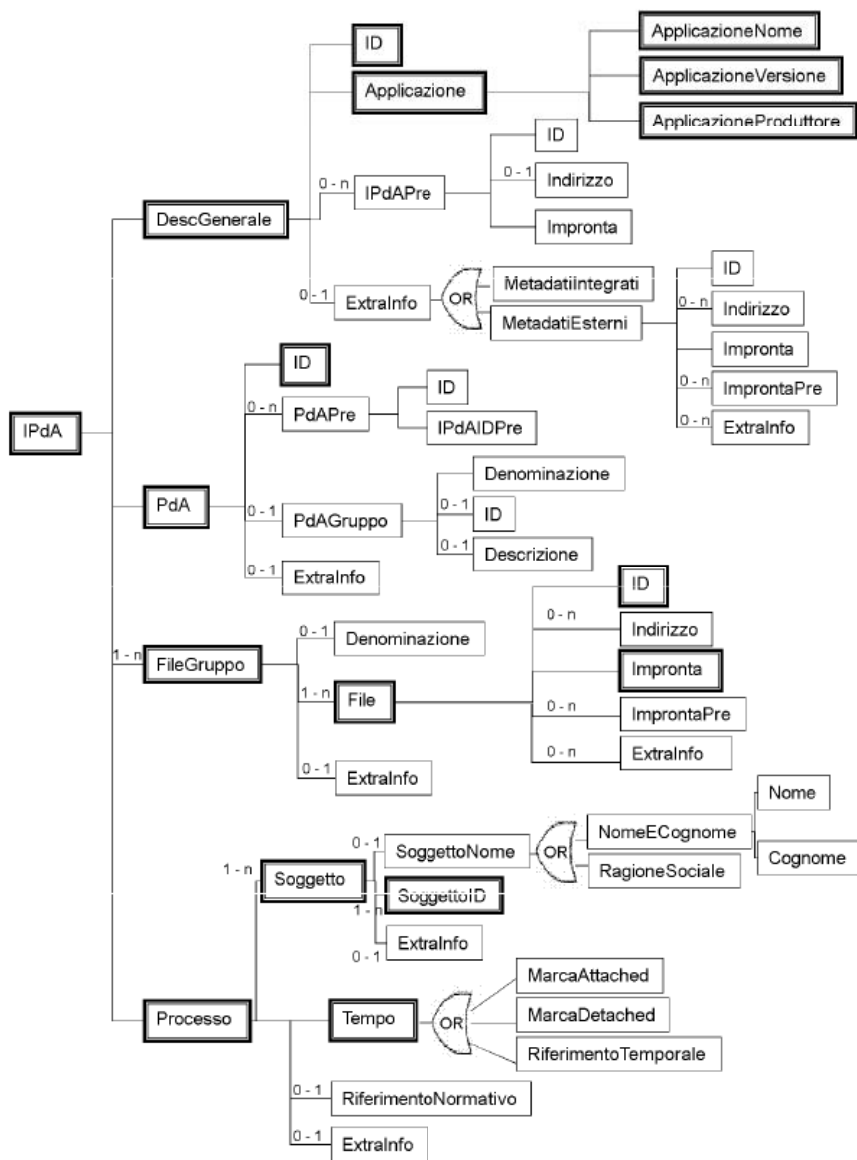 ID
ApplicazioneNome
Applicazione
ApplicazioneVersione
ApplicazioneProduttore
0 - n
IPdAPre
ID
0 - 1
Indirizzo
Impronta
DescGenerale
0 - 1
ExtraInfo
OR
MetadatiIntegrati
MetadatiEsterni
ID
0 - n
Indirizzo
Impronta
0 - n
ImprontaPre
0 - n
ExtraInfo
IPdA
PdA
ID
0 - n
PdAPre
ID
IPdAIDPre
0 - 1
PdAGruppo
Denominazione
0 - 1
ID
0 - 1
Descrizione
0 - 1
ExtraInfo
1 - n
FileGruppo
0 - 1
Denominazione
1 - n
File
ID
0 - n
Indirizzo
Impronta
0 - n
ImprontaPre
0 - n
ExtraInfo
0 - 1
ExtraInfo
Processo
1 - n
Soggetto
0 - 1
SoggettoNome
OR
NomeECognome
Nome
Cognome
RagioneSociale
1 - n
SoggettoID
0 - 1
ExtraInfo
Tempo
OR
MarcaAttached
MarcaDetached
RiferimentoTemporale
0 - 1
RiferimentoNormativo
0 - 1
ExtraInfo